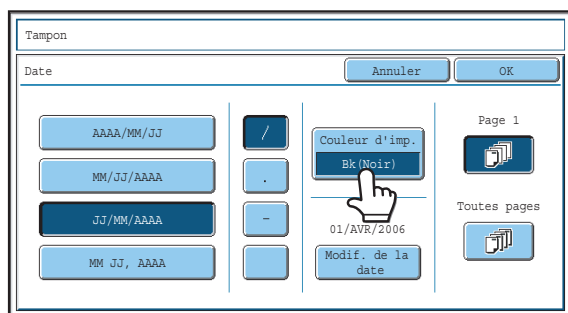 Tampon
Date
Annuler
OK
AAAA/MM/JJ
MM/JJ/AAAA
JJ/MM/AAAA
MM JJ, AAAA
/
.
-
Couleur d'imp.
Bk(Noir)
01/AVR/2006
Modif. de la
date
Page 1
Toutes pages